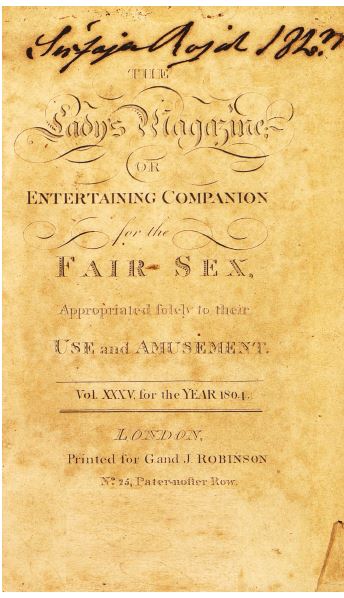 THE
Lady's Magazine,
OR
ENTERTAINING COMPANION
for the
FAIR SEX,
Appropriated ſolely to their
USE and AMUSEMENT.
Vol. XXXV. for the YEAR 1804.
LONDON,
Printed for G. and J. ROBINSON
No. 25, Pater-noſter Row.